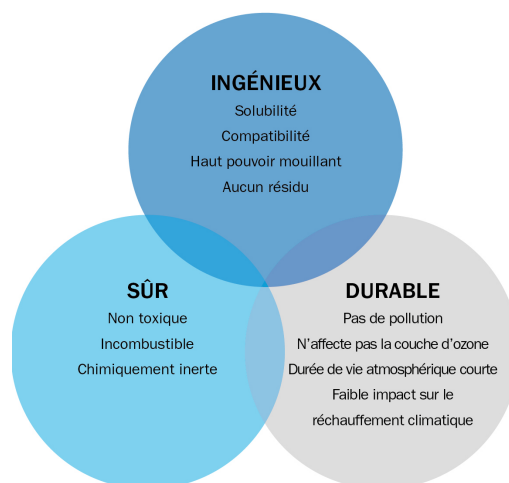 INGÉNIEUX
Solubilité
Compatibilité
Haut pouvoir mouillant
Aucun résidu
SÛR
Non toxique
Incombustible
Chimiquement inerte
DURABLE
Pas de pollution
N'affecte pas la couche d'ozone
Durée de vie atmosphérique courte
Faible impact sur le
réchauffement climatique